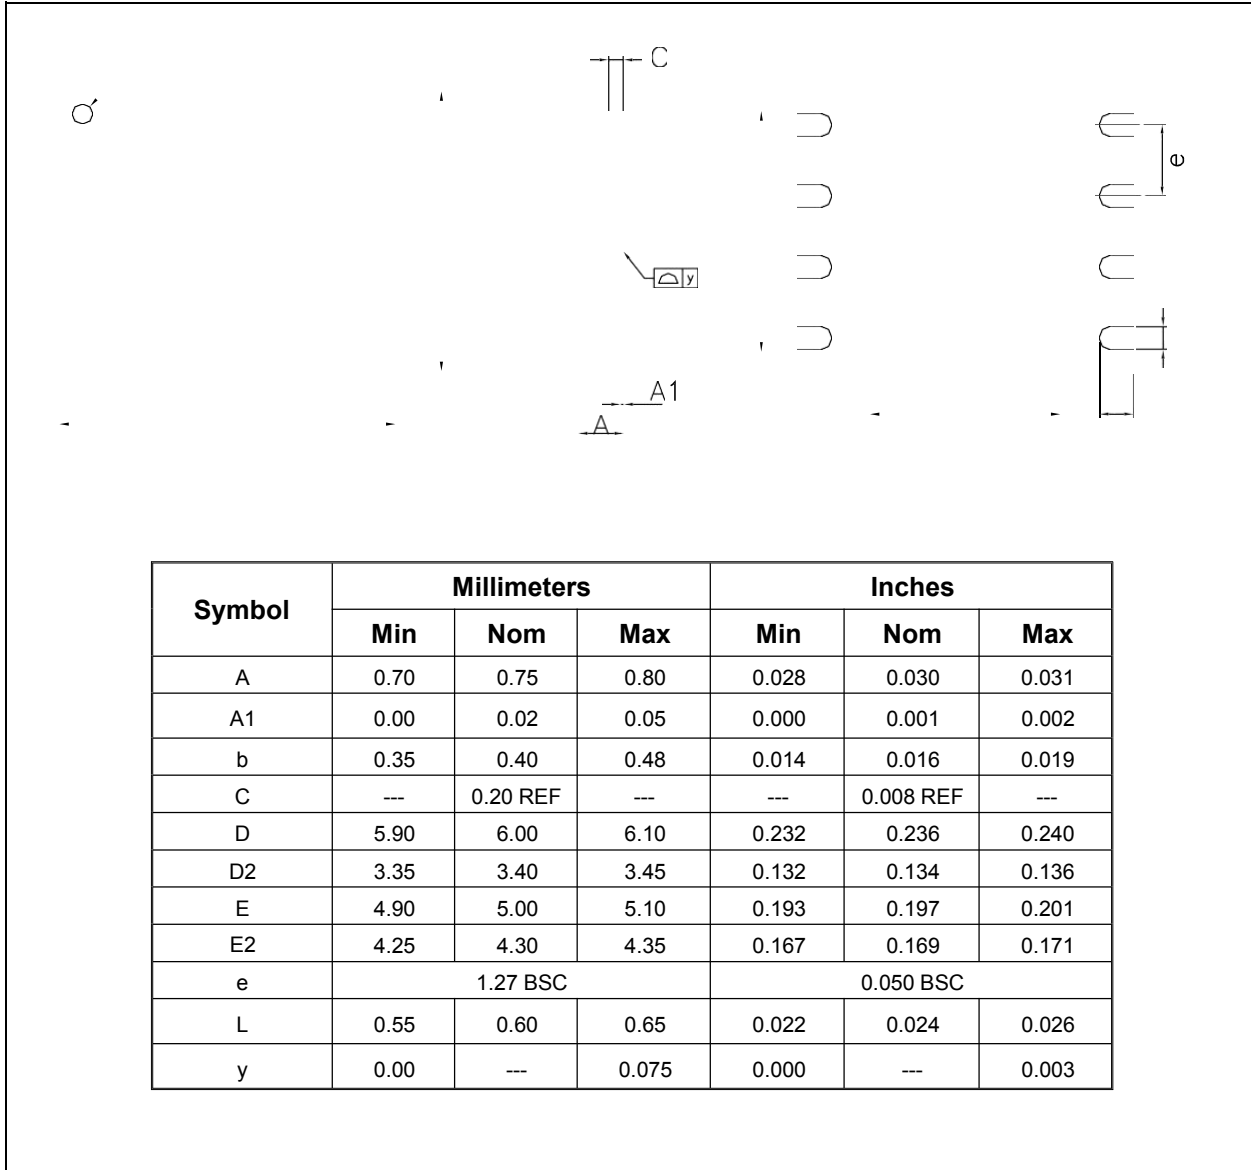 C
e
y
A1
A
Symbol Millimeters Inches
Min Nom Max Min Nom Max
A 0.70 0.75 0.80 0.028 0.030 0.031
A1 0.00 0.02 0.05 0.000 0.001 0.002
b 0.35 0.40 0.48 0.014 0.016 0.019
C --- 0.20 REF --- --- 0.008 REF ---
D 5.90 6.00 6.10 0.232 0.236 0.240
D2 3.35 3.40 3.45 0.132 0.134 0.136
E 4.90 5.00 5.10 0.193 0.197 0.201
E2 4.25 4.30 4.35 0.167 0.169 0.171
e 1.27 BSC 0.050 BSC
L 0.55 0.60 0.65 0.022 0.024 0.026
y 0.00 --- 0.075 0.000 --- 0.003